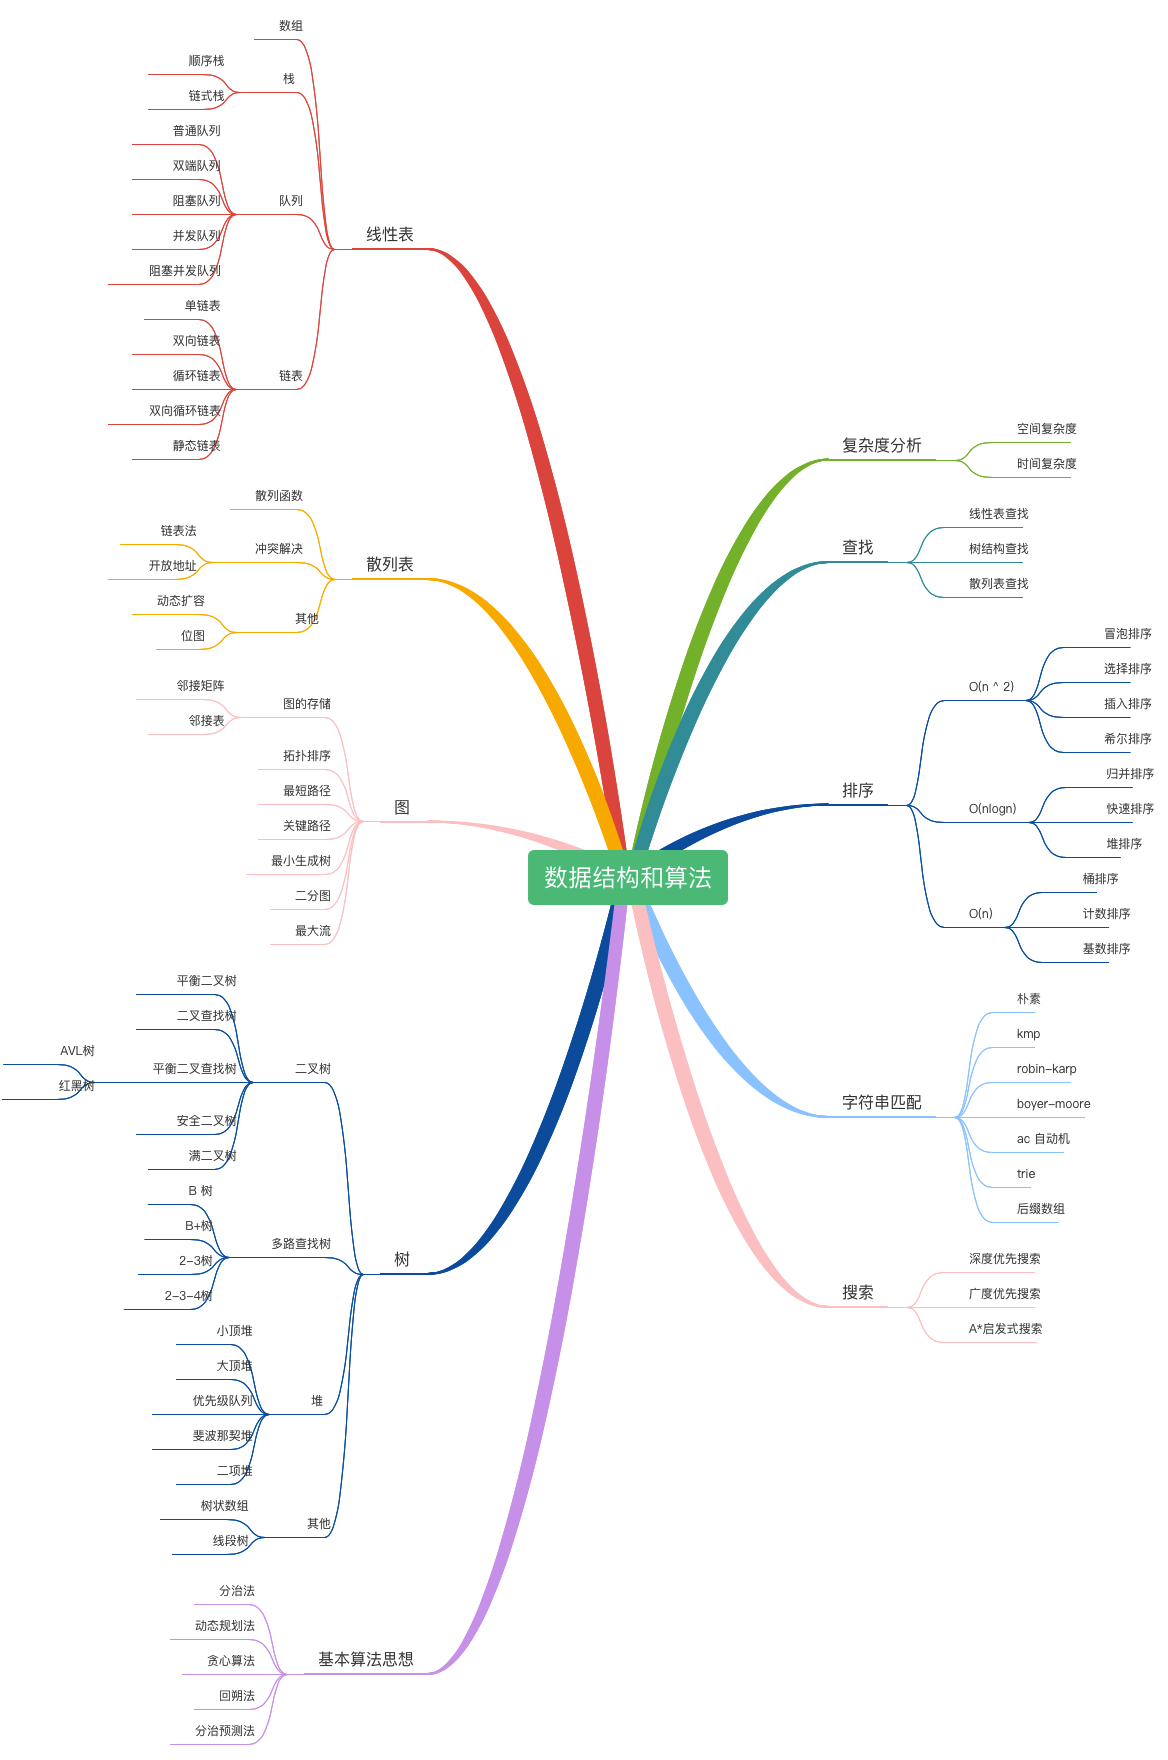 数据结构和算法
线性表
数组
栈
顺序栈
链式栈
队列
普通队列
双端队列
阻塞队列
并发队列
阻塞并发队列
链表
单链表
双向链表
循环链表
双向循环链表
静态链表
散列表
散列函数
冲突解决
链表法
开放地址
其他
动态扩容
位图
图
图的存储
邻接矩阵
邻接表
拓扑排序
最短路径
关键路径
最小生成树
二分图
最大流
树
二叉树
平衡二叉树
二叉查找树
平衡二叉查找树
AVL树
红黑树
安全二叉树
满二叉树
多路查找树
B 树
B+树
2-3树
2-3-4树
堆
小顶堆
大顶堆
优先级队列
斐波那契堆
二项堆
其他
树状数组
线段树
基本算法思想
分治法
动态规划法
贪心算法
回朔法
分治预测法
复杂度分析
空间复杂度
时间复杂度
查找
线性表查找
树结构查找
散列表查找
排序
O(n ^ 2)
冒泡排序
选择排序
插入排序
希尔排序
O(nlogn)
归并排序
快速排序
堆排序
O(n)
桶排序
计数排序
基数排序
字符串匹配
朴素
kmp
robin-karp
boyer-moore
ac 自动机
trie
后缀数组
搜索
深度优先搜索
广度优先搜索
A*启发式搜索